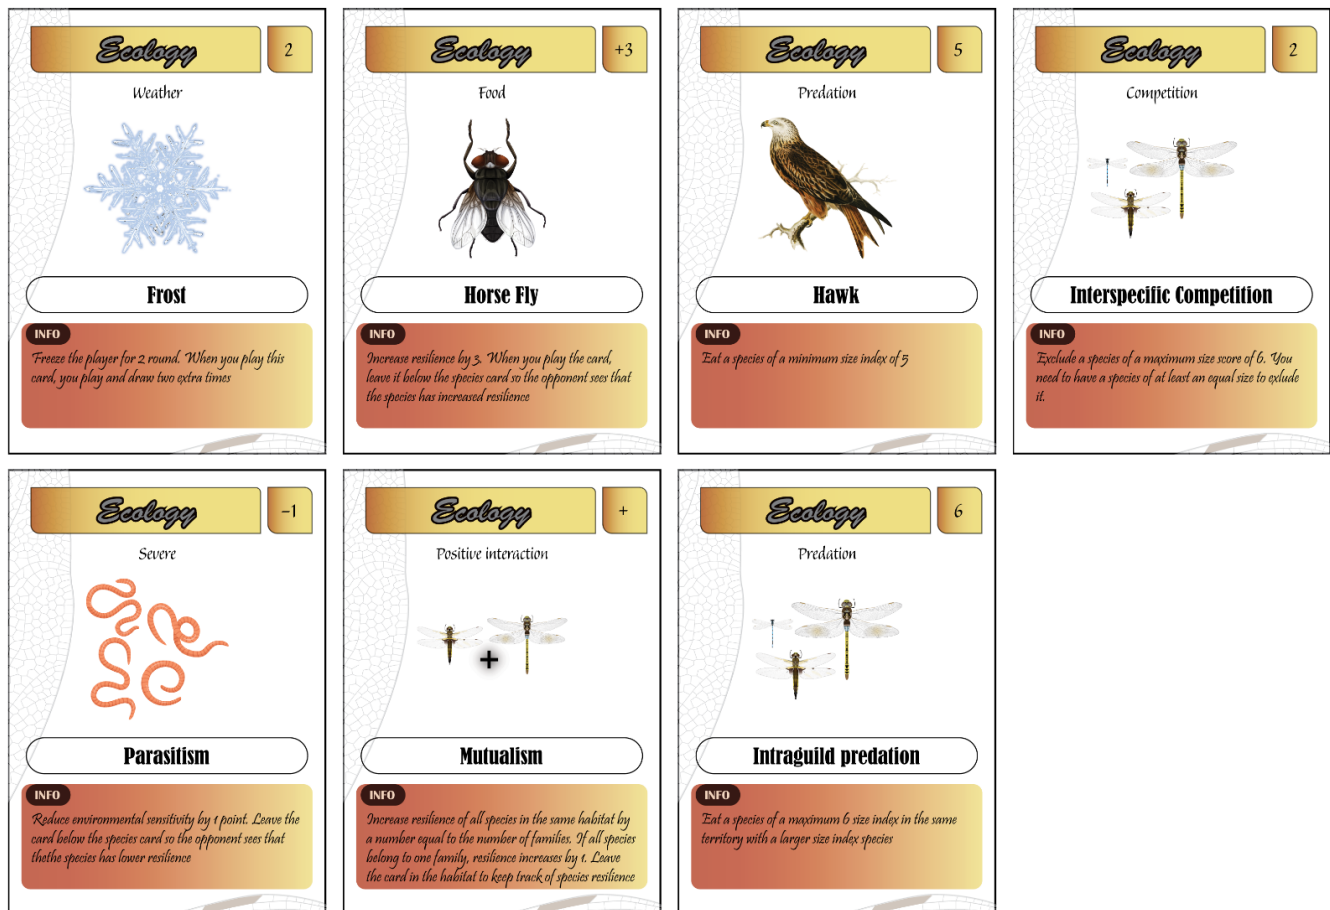 Ecology 2
Weather
Frost
INFO
Freeze the player for 2 round. When you play this
card, you play and draw two extra times
Ecology +3
Food
Horse Fly
INFO
Increase resilience by 3. When you play the card,
leave it below the species card so the opponent sees that
the species has increased resilience
Ecology 5
Predation
Hawk
INFO
Eat a species of a minimum size index of 5
Ecology 2
Competition
Interspecific Competition
INFO
Exclude a species of a maximum size score of 6. You
need to have a species of at least an equal size to exlude
it.
Ecology -1
Severe
Parasitism
INFO
Reduce environmental sensitivity by 1 point. Leave the
card below the species card so the opponent sees that
thethe species has lower resilience
Ecology +
Positive interaction
+
Mutualism
INFO
Increase resilience of all species in the same habitat by
a number equal to the number of families. If all species
belong to one family, resilience increases by 1. Leave
the card in the habitat to keep track of species resilience
Ecology 6
Predation
Intraguild predation
INFO
Eat a species of a maximum 6 size index in the same
territory with a larger size index species